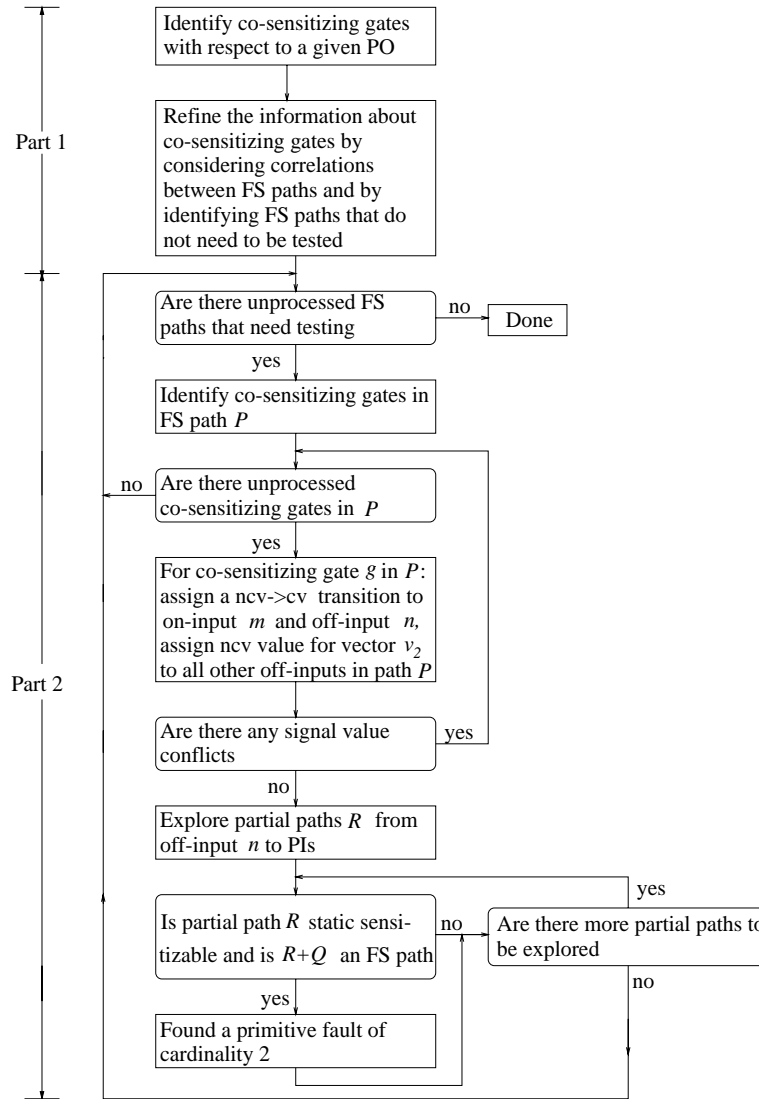 Identify co-sensitizing gates
with respect to a given PO
Part 1
Refine the information about
co-sensitizing gates by
considering correlations
between FS paths and by
identifying FS paths that do
not need to be tested
Are there unprocessed FS
paths that need testing
no
Done
yes
Identify co-sensitizing gates in
FS path P
no
Are there unprocessed
co-sensitizing gates in P
yes
For co-sensitizing gate g in P:
assign a ncv->cv transition to
on-input m and off-input n,
assign ncv value for vector v2
to all other off-inputs in path P
Part 2
Are there any signal value
conflicts
yes
no
Explore partial paths R from
off-input n to PIs
yes
Is partial path R static sensi-
tizable and is R+Q an FS path
no
Are there more partial paths to
be explored
no
yes
Found a primitive fault of
cardinality 2